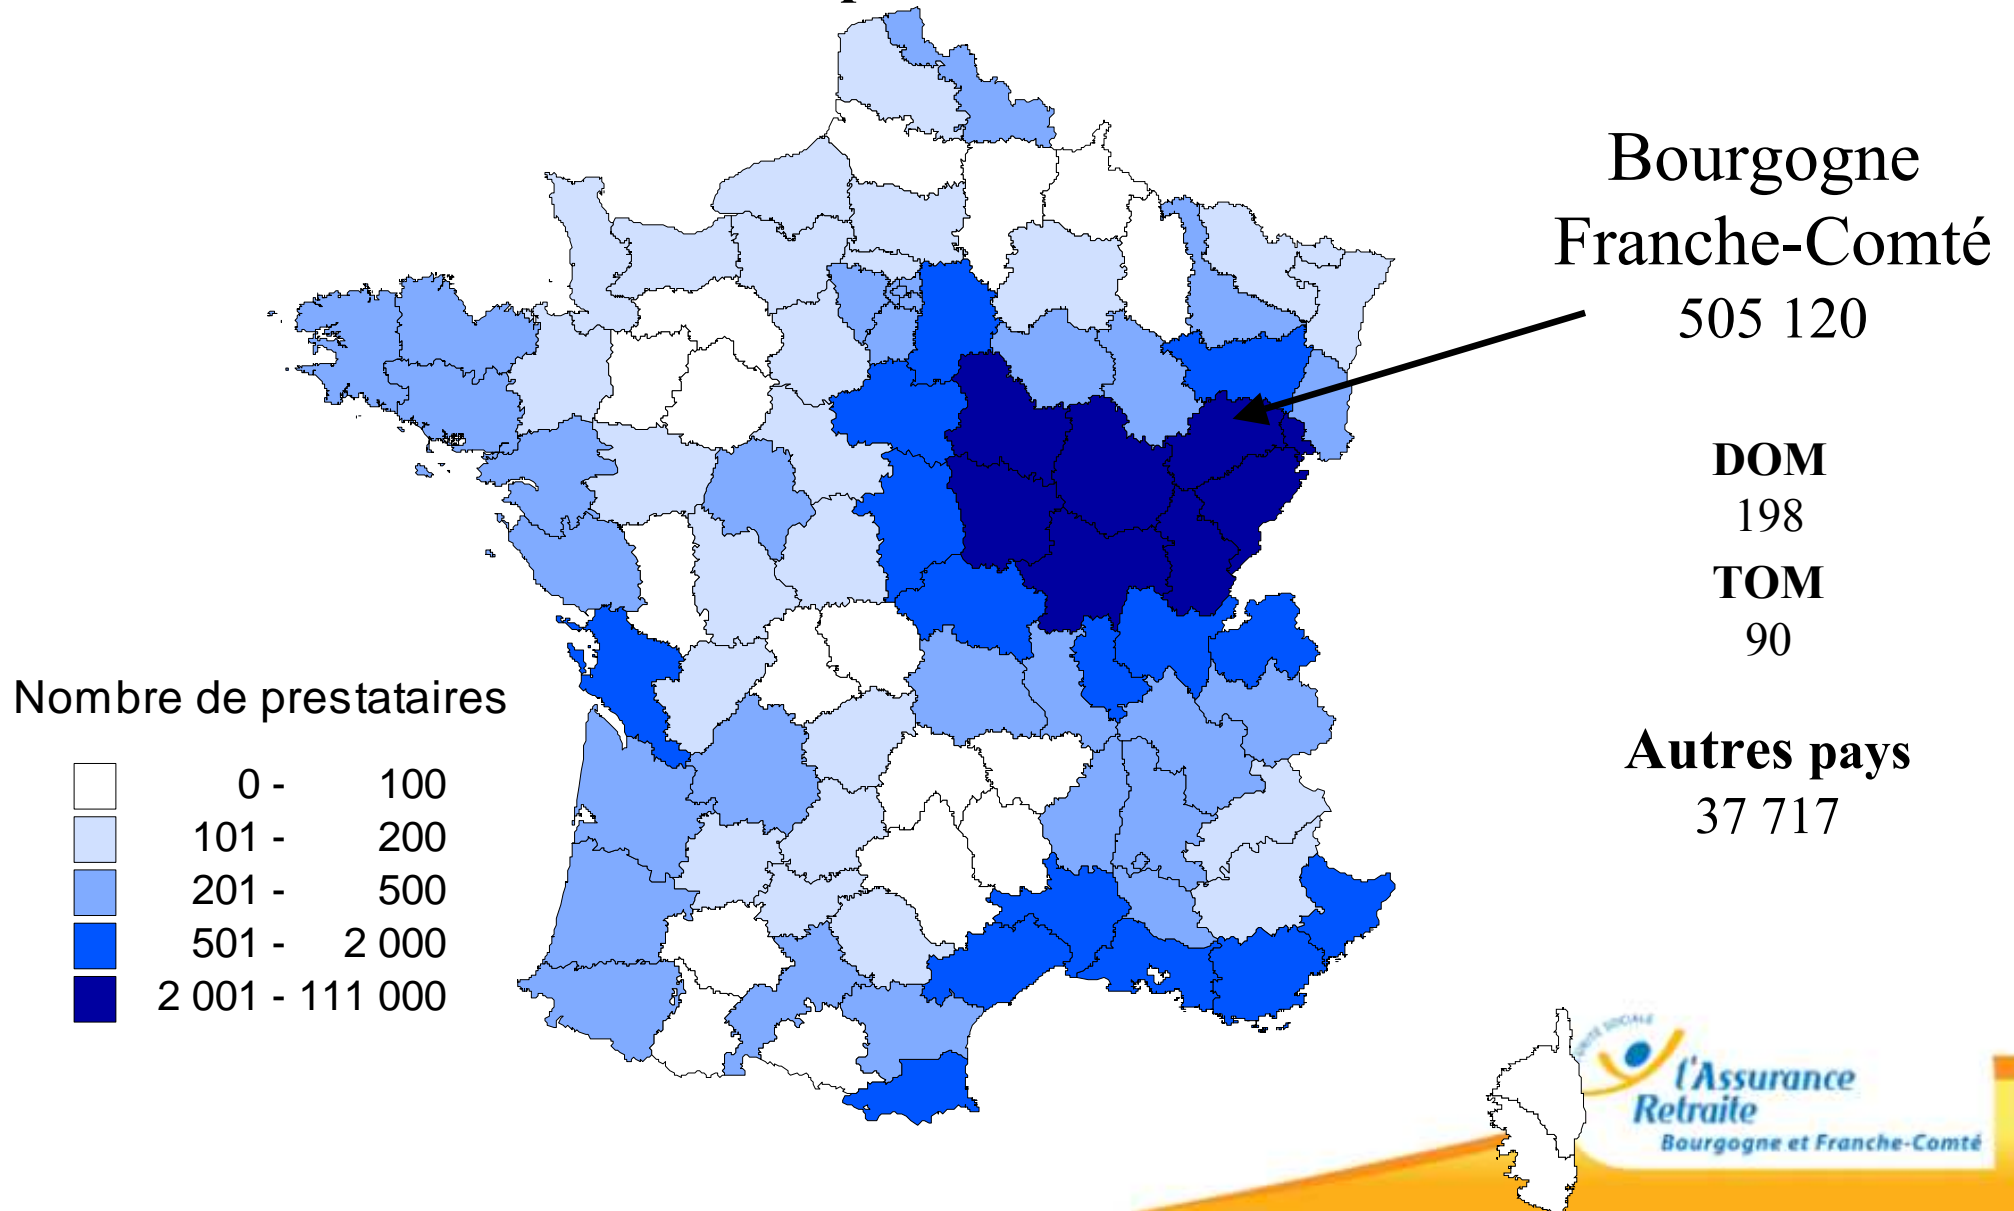 Bourgogne
Franche-Comté
505 120
DOM
198
TOM
90
Autres pays
37 717
Nombre de prestataires
0 - 100
101 - 200
201 - 500
501 - 2 000
2 001 - 111 000
SOCIALE
l'Assurance
Retraite
Bourgogne et Franche-Comté